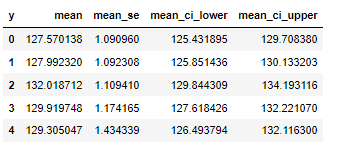 y mean mean_se mean_ci_lower mean_ci_upper
0 127.570138 1.090960 125.431895 129.708380
1 127.992320 1.092308 125.851436 130.133203
2 132.018712 1.109410 129.844309 134.193116
3 129.919748 1.174165 127.618426 132.221070
4 129.305047 1.434339 126.493794 132.116300